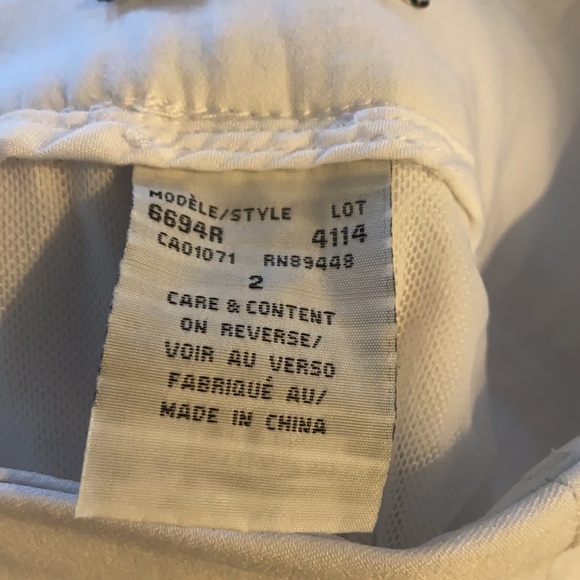 MODÈLE/STYLE LOT
6694R 4114
CA01071 RN89448
2
CARE & CONTENT
ON REVERSE/
VOIR AU VERSO
FABRIQUÉ AU/
MADE IN CHINA